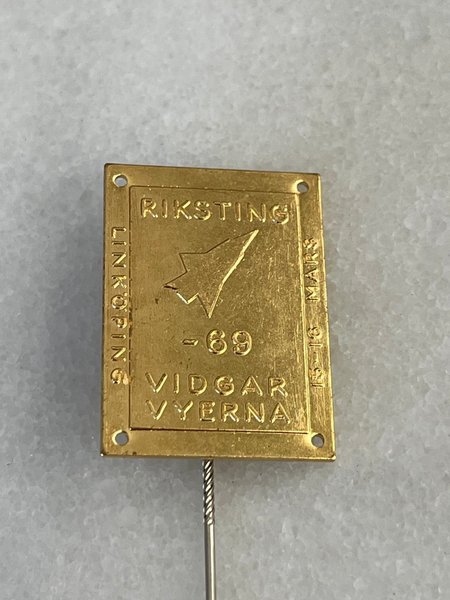 RIKSTING
LINKÖPING
15-16 MARS
-69
VIDGAR
VYERNA